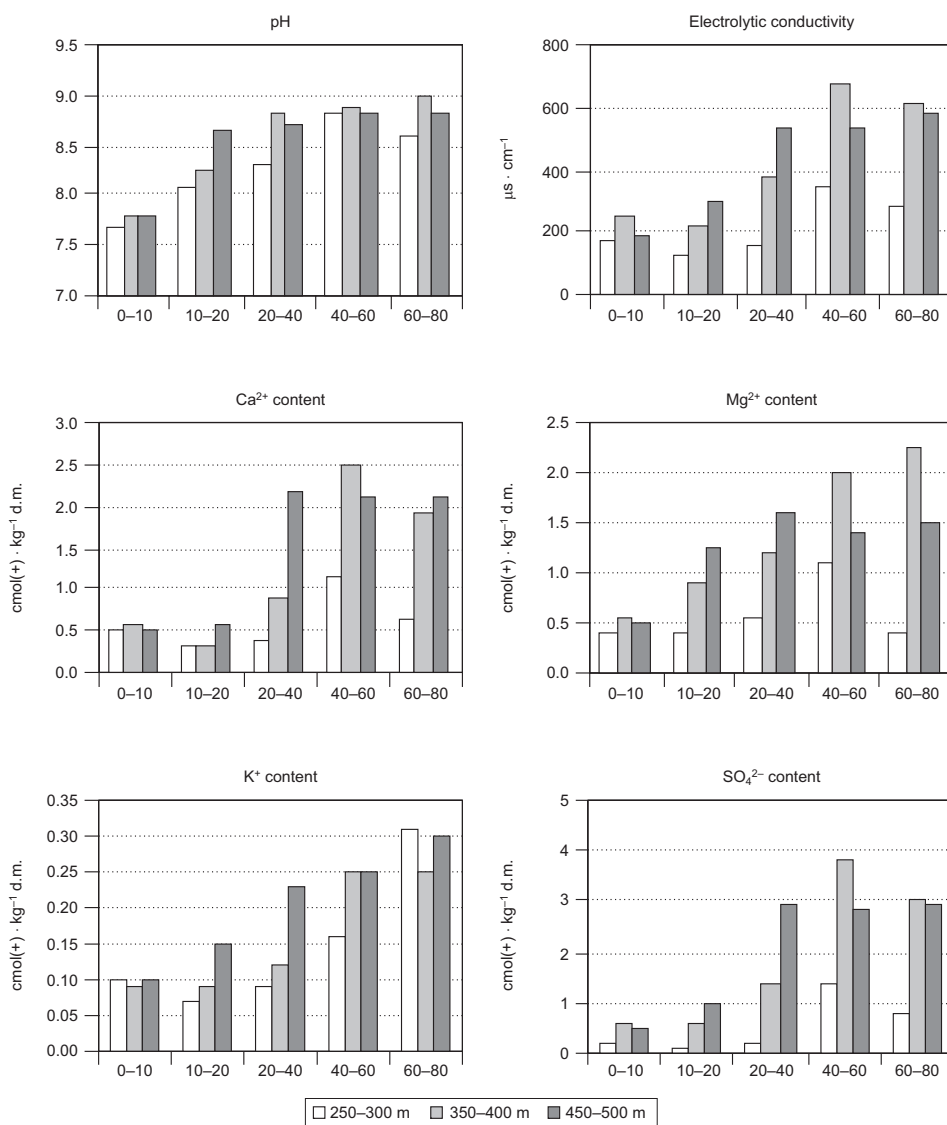 pH
9.5
9.0
8.5
8.0
7.5
7.0
0–10 10–20 20–40 40–60 60–80
Electrolytic conductivity
µs · cm⁻¹
800
600
400
200
0
0–10 10–20 20–40 40–60 60–80
Ca²⁺ content
cmol(+) · kg⁻¹ d.m.
3.0
2.5
2.0
1.5
1.0
0.5
0.0
0–10 10–20 20–40 40–60 60–80
Mg²⁺ content
cmol(+) · kg⁻¹ d.m.
2.5
2.0
1.5
1.0
0.5
0.0
0–10 10–20 20–40 40–60 60–80
K⁺ content
cmol(+) · kg⁻¹ d.m.
0.35
0.30
0.25
0.20
0.15
0.10
0.05
0.00
0–10 10–20 20–40 40–60 60–80
SO₄²⁻ content
cmol(+) · kg⁻¹ d.m.
5
4
3
2
1
0
0–10 10–20 20–40 40–60 60–80
250–300 m 350–400 m 450–500 m